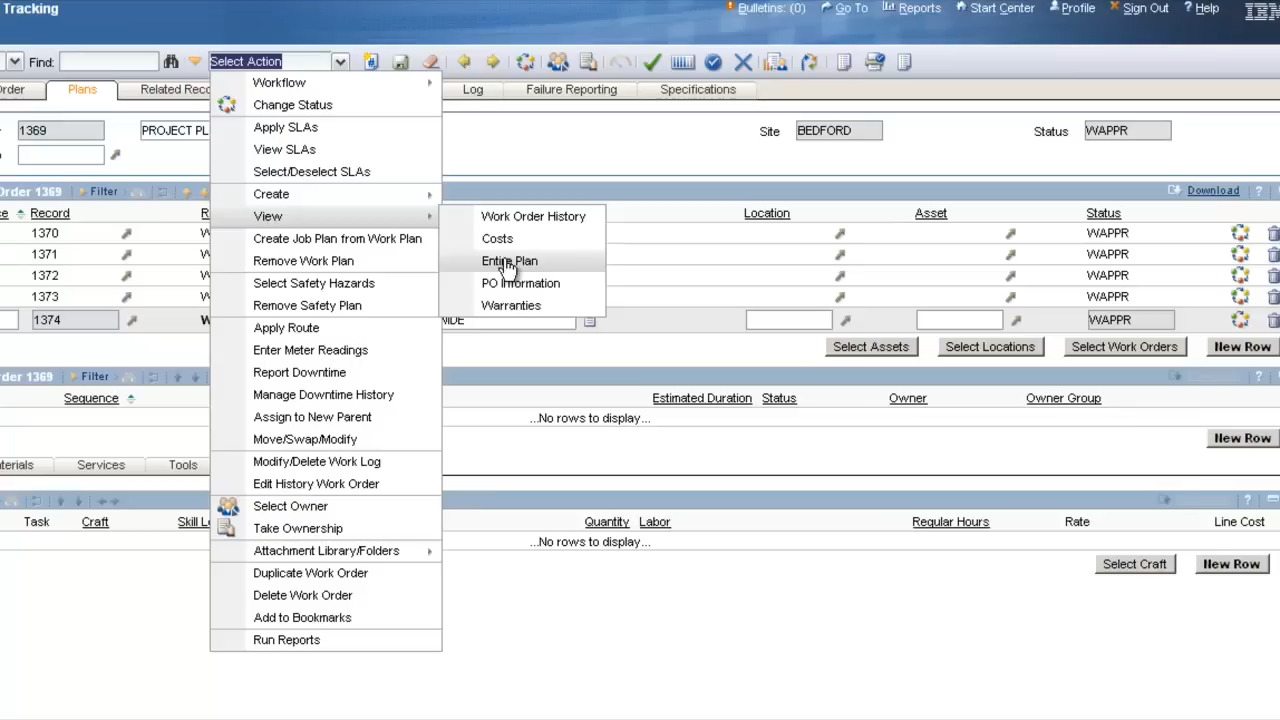 Tracking
Bulletins: (0) Go To Reports Start Center Profile Sign Out ? Help IBM
Find: Select Action
Order Plans Related Reco Log Failure Reporting Specifications
1369 PROJECT PL Site BEDFORD Status WAPPR
Order 1369 Filter Download ?
Record Location Asset Status
1370 WAPPR
1371 WAPPR
1372 WAPPR
1373 WAPPR
1374 WIDE WAPPR
Select Assets Select Locations Select Work Orders New Row
der 1369 Filter ?
Sequence Estimated Duration Status Owner Owner Group
...No rows to display...
New Row
terials Services Tools
?
Task Craft Skill Le Quantity Labor Regular Hours Rate Line Cost
...No rows to display...
Select Craft New Row
Workflow
Change Status
Apply SLAs
View SLAs
Select/Deselect SLAs
Create
View
Create Job Plan from Work Plan
Remove Work Plan
Select Safety Hazards
Remove Safety Plan
Apply Route
Enter Meter Readings
Report Downtime
Manage Downtime History
Assign to New Parent
Move/Swap/Modify
Modify/Delete Work Log
Edit History Work Order
Select Owner
Take Ownership
Attachment Library/Folders
Duplicate Work Order
Delete Work Order
Add to Bookmarks
Run Reports
Work Order History
Costs
Entire Plan
PO Information
Warranties